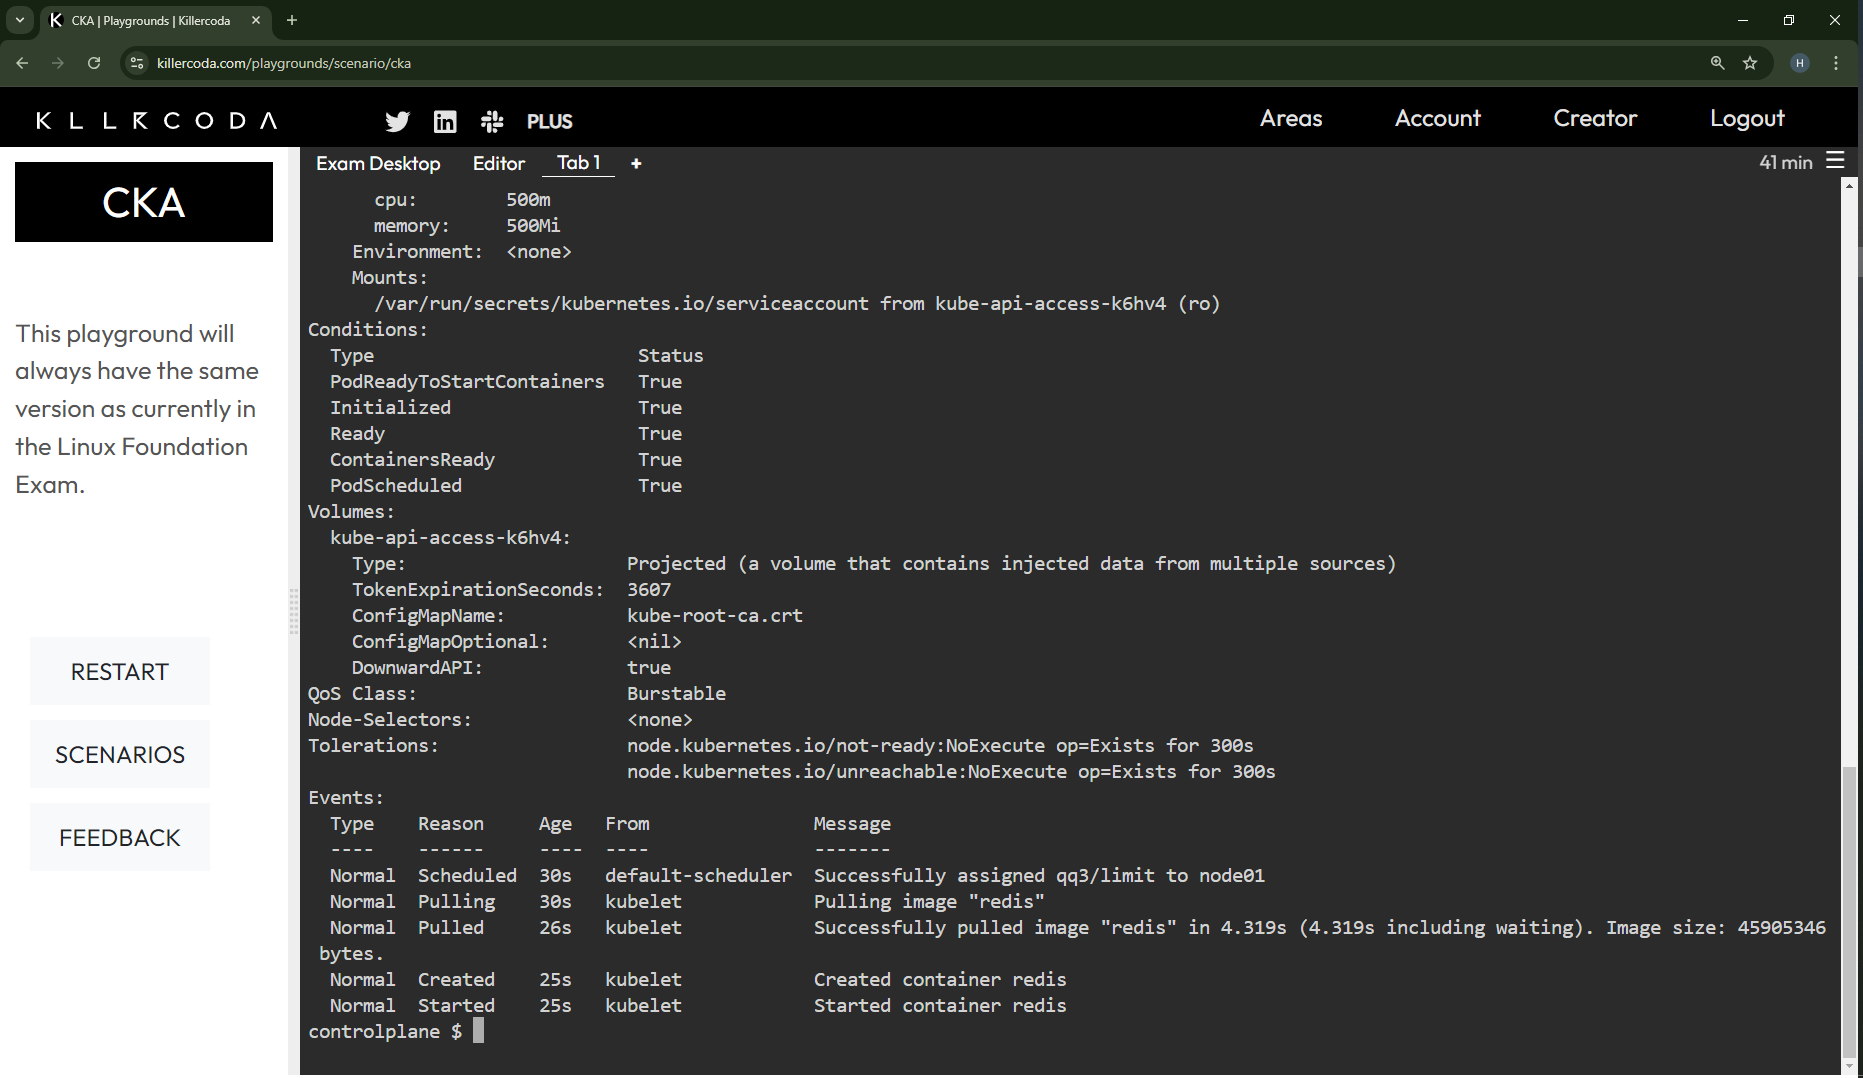 CKA | Playgrounds | Killercoda
killercoda.com/playgrounds/scenario/cka
H
KLLRCODA
PLUS
Areas
Account
Creator
Logout
CKA
This playground will
always have the same
version as currently in
the Linux Foundation
Exam.
RESTART
SCENARIOS
FEEDBACK
Exam Desktop
Editor
Tab 1
+
41 min
cpu: 500m
memory: 500Mi
Environment: <none>
Mounts:
/var/run/secrets/kubernetes.io/serviceaccount from kube-api-access-k6hv4 (ro)
Conditions:
Type Status
PodReadyToStartContainers True
Initialized True
Ready True
ContainersReady True
PodScheduled True
Volumes:
kube-api-access-k6hv4:
Type: Projected (a volume that contains injected data from multiple sources)
TokenExpirationSeconds: 3607
ConfigMapName: kube-root-ca.crt
ConfigMapOptional: <nil>
DownwardAPI: true
QoS Class: Burstable
Node-Selectors: <none>
Tolerations: node.kubernetes.io/not-ready:NoExecute op=Exists for 300s
node.kubernetes.io/unreachable:NoExecute op=Exists for 300s
Events:
Type Reason Age From Message
---- ------ ---- ---- -------
Normal Scheduled 30s default-scheduler Successfully assigned qq3/limit to node01
Normal Pulling 30s kubelet Pulling image "redis"
Normal Pulled 26s kubelet Successfully pulled image "redis" in 4.319s (4.319s including waiting). Image size: 45905346
bytes.
Normal Created 25s kubelet Created container redis
Normal Started 25s kubelet Started container redis
controlplane $